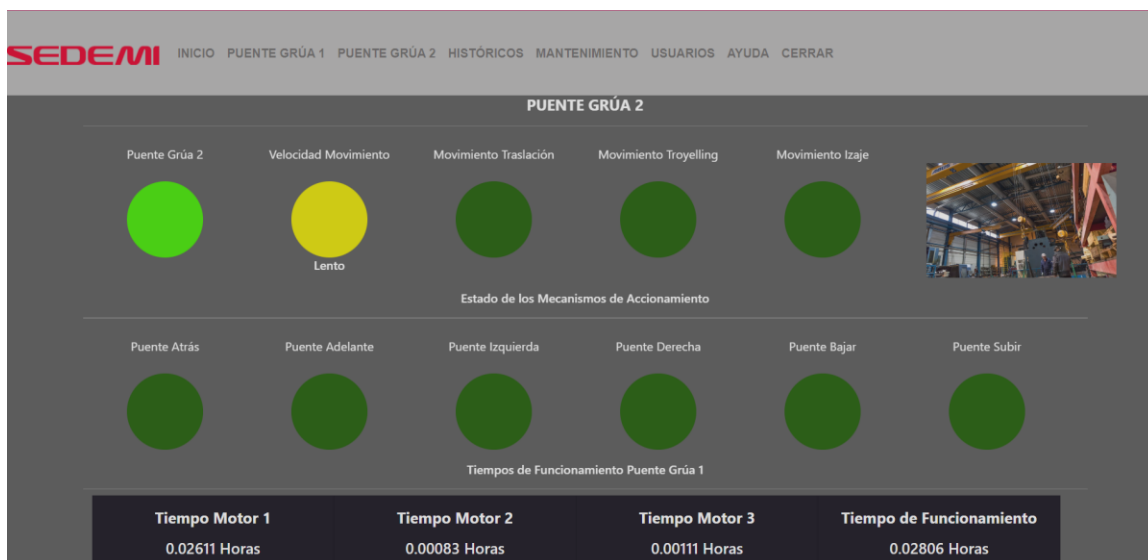 SEDEMI INICIO PUENTE GRÚA 1 PUENTE GRÚA 2 HISTÓRICOS MANTENIMIENTO USUARIOS AYUDA CERRAR
PUENTE GRÚA 2
Puente Grúa 2 Velocidad Movimiento Movimiento Traslación Movimiento Troyelling Movimiento Izaje
Lento
Estado de los Mecanismos de Accionamiento
Puente Atrás Puente Adelante Puente Izquierda Puente Derecha Puente Bajar Puente Subir
Tiempos de Funcionamiento Puente Grúa 1
Tiempo Motor 1 Tiempo Motor 2 Tiempo Motor 3 Tiempo de Funcionamiento
0.02611 Horas 0.00083 Horas 0.00111 Horas 0.02806 Horas